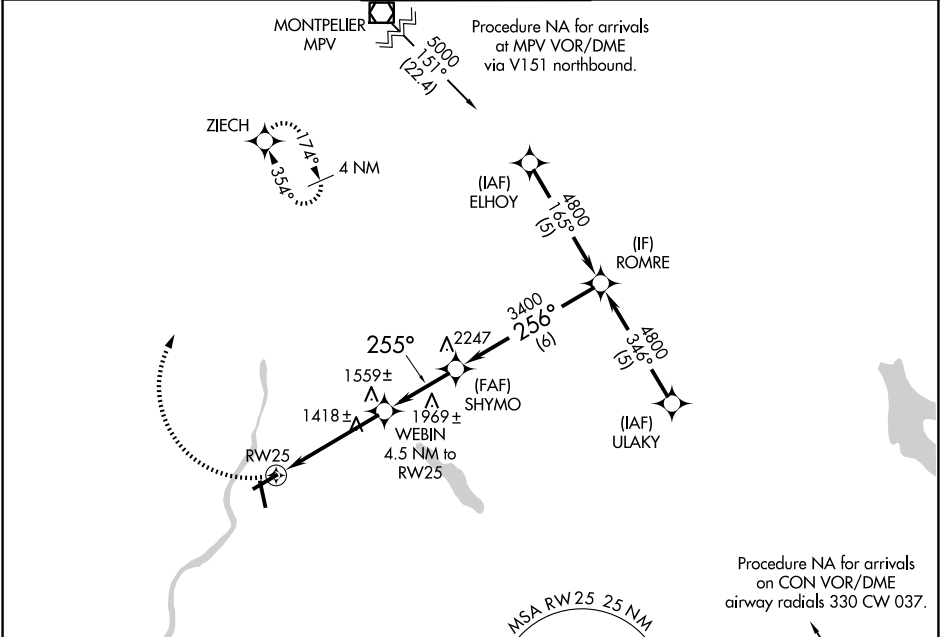 MONTPELIER
MPV
Procedure NA for arrivals
at MPV VOR/DME
via V151 northbound.
5000
151°
(22.4)
ZIECH
174°
354°
4 NM
(IAF)
ELHOY
4800
165°
(5)
(IF)
ROMRE
3400
256°
(6)
4800
346°
(5)
(IAF)
ULAKY
255°
2247
(FAF)
SHYMO
1559±
1418±
1969±
WEBIN
4.5 NM to
RW25
RW25
Procedure NA for arrivals
on CON VOR/DME
airway radials 330 CW 037.
MSA RW25 25 NM